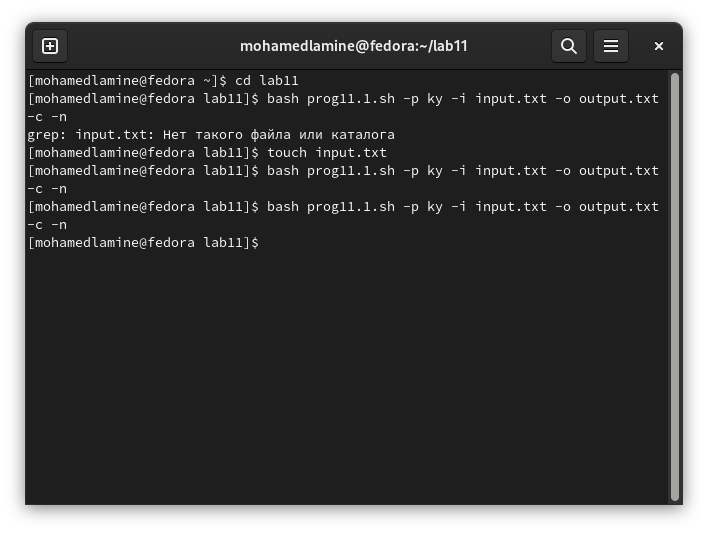 mohamedlamine@fedora:~/lab11
[mohamedlamine@fedora ~]$ cd lab11
[mohamedlamine@fedora lab11]$ bash prog11.1.sh -p ky -i input.txt -o output.txt
-c -n
grep: input.txt: Нет такого файла или каталога
[mohamedlamine@fedora lab11]$ touch input.txt
[mohamedlamine@fedora lab11]$ bash prog11.1.sh -p ky -i input.txt -o output.txt
-c -n
[mohamedlamine@fedora lab11]$ bash prog11.1.sh -p ky -i input.txt -o output.txt
-c -n
[mohamedlamine@fedora lab11]$